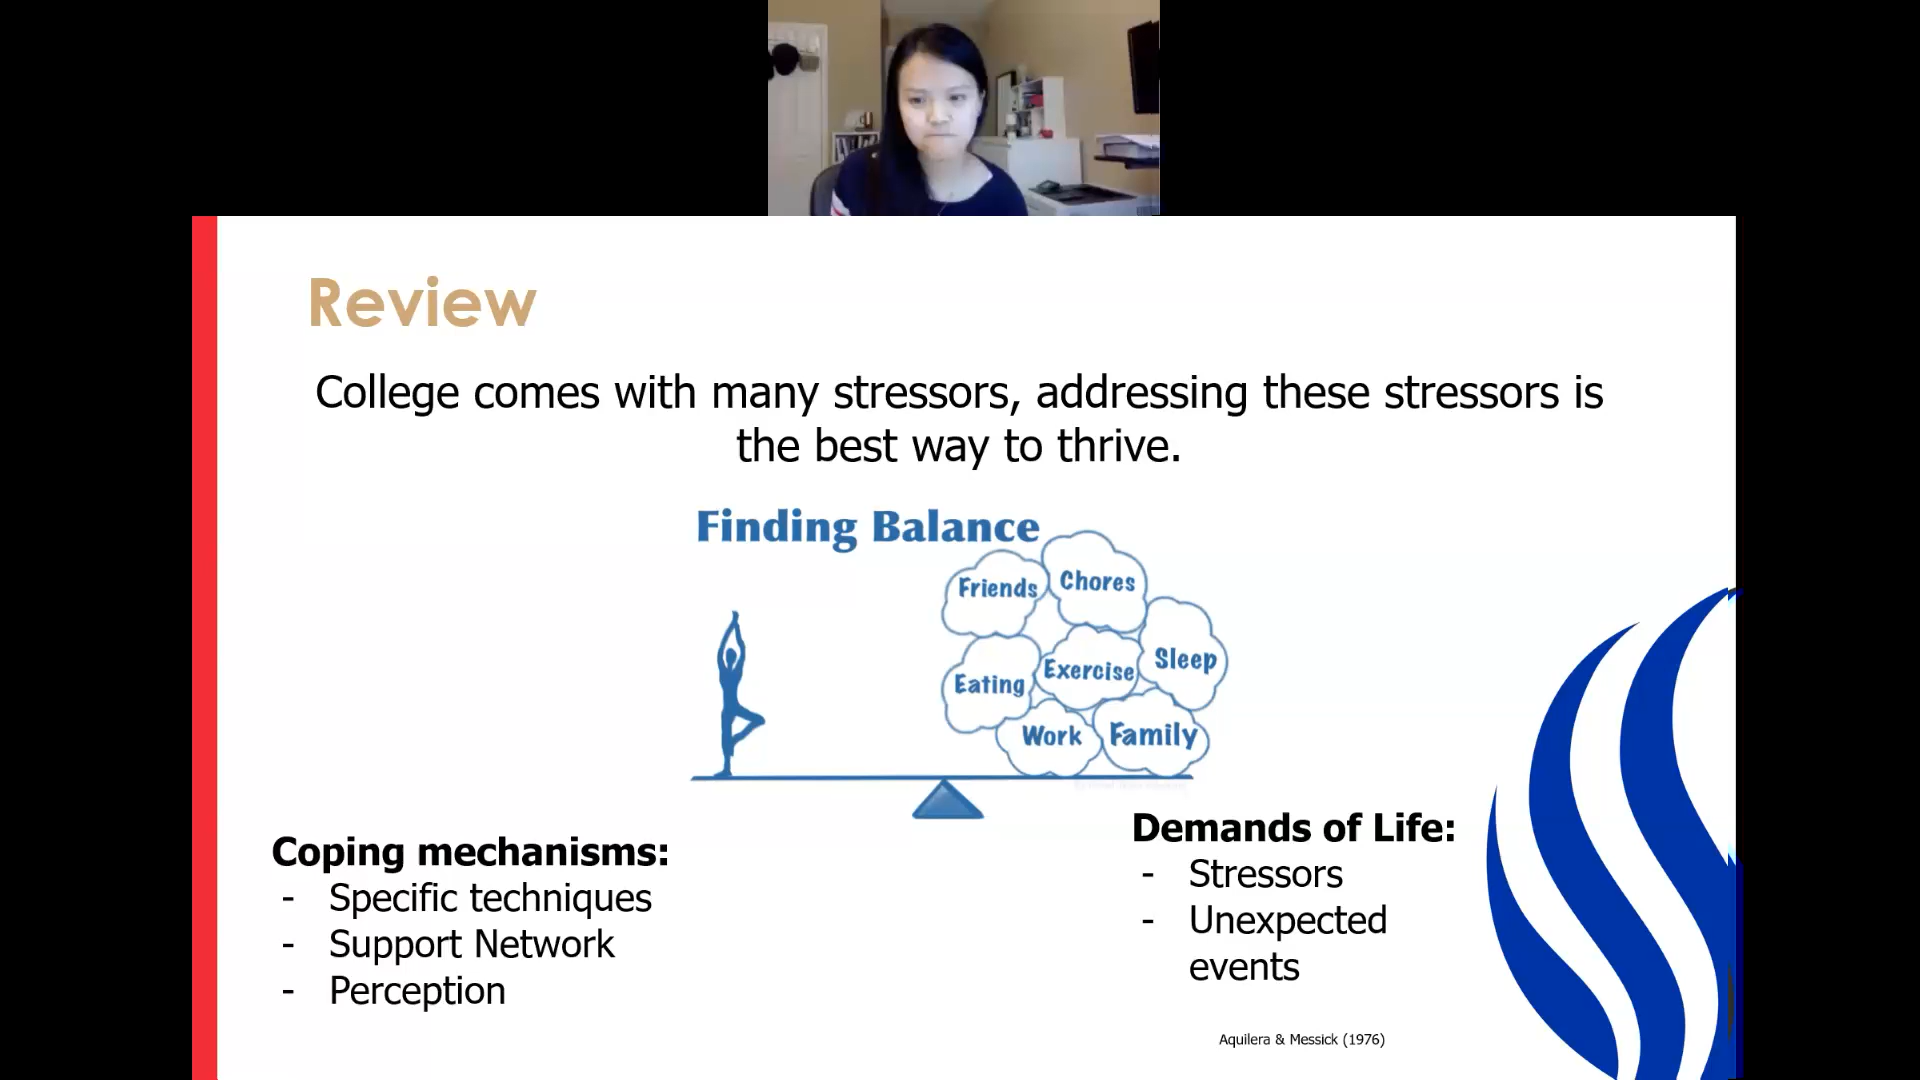 Review
College comes with many stressors, addressing these stressors is
the best way to thrive.
Finding Balance
Friends
Chores
Eating
Exercise
Sleep
Work
Family
Coping mechanisms:
- Specific techniques
- Support Network
- Perception
Demands of Life:
- Stressors
- Unexpected
events
Aquilera & Messick (1976)